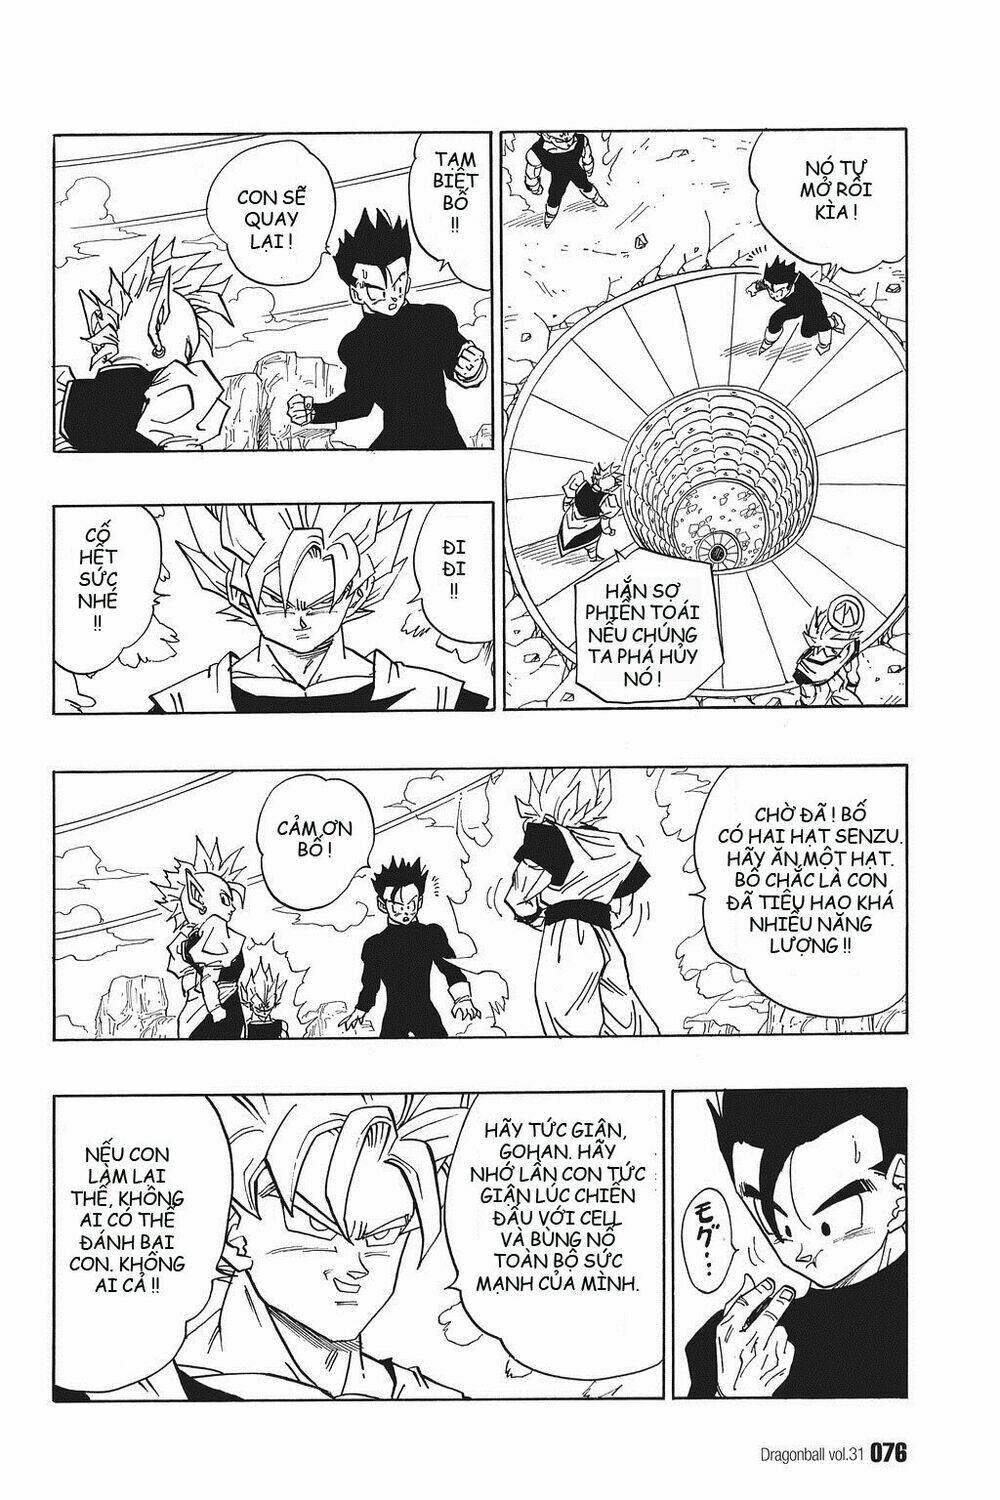 NÓ TỰ
MỞ RỒI
KÌA !
HẮN SỢ
PHIỀN TOÁI
NẾU CHÚNG
TA PHÁ HỦY
NÓ !
TẠM
BIỆT
BỐ
!!
CON SẼ
QUAY
LẠI !
ĐI
ĐI
!!
CỐ
HẾT
SỨC
NHÉ
!!
CHỜ ĐÃ ! BỐ
CÓ HAI HẠT SENZU.
HÃY ĂN MỘT HẠT.
BỐ CHẮC LÀ CON
ĐÃ TIÊU HAO KHÁ
NHIỀU NĂNG
LƯỢNG !!
CẢM ƠN
BỐ !
モグ…
HÃY TỨC GIẬN,
GOHAN. HÃY
NHỚ LẦN CON TỨC
GIẬN LÚC CHIẾN
ĐẤU VỚI CELL
VÀ BÙNG NỔ
TOÀN BỘ SỨC
MẠNH CỦA MÌNH.
NẾU CON
LÀM LẠI
THẾ, KHÔNG
AI CÓ THỂ
ĐÁNH BẠI
CON. KHÔNG
AI CẢ !!
Dragonball vol.31 076